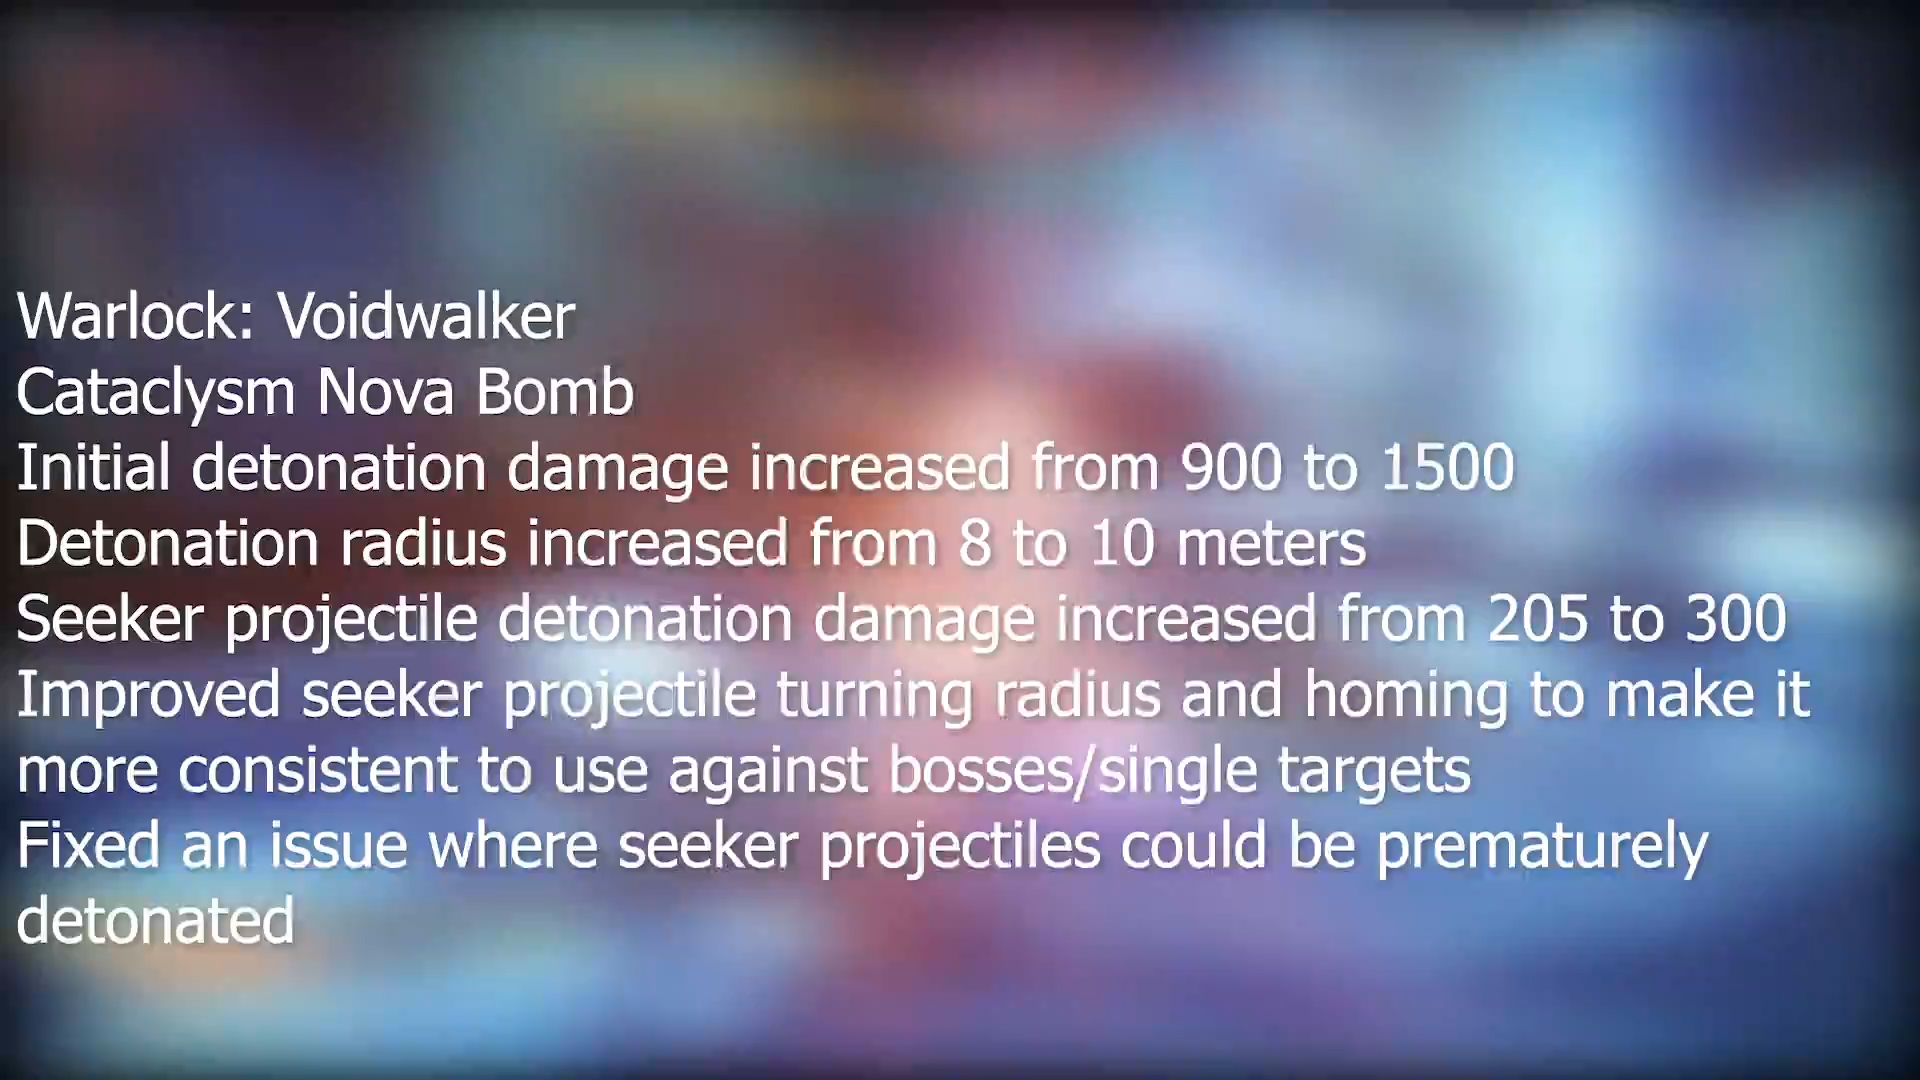 Warlock: Voidwalker
Cataclysm Nova Bomb
Initial detonation damage increased from 900 to 1500
Detonation radius increased from 8 to 10 meters
Seeker projectile detonation damage increased from 205 to 300
Improved seeker projectile turning radius and homing to make it
more consistent to use against bosses/single targets
Fixed an issue where seeker projectiles could be prematurely
detonated